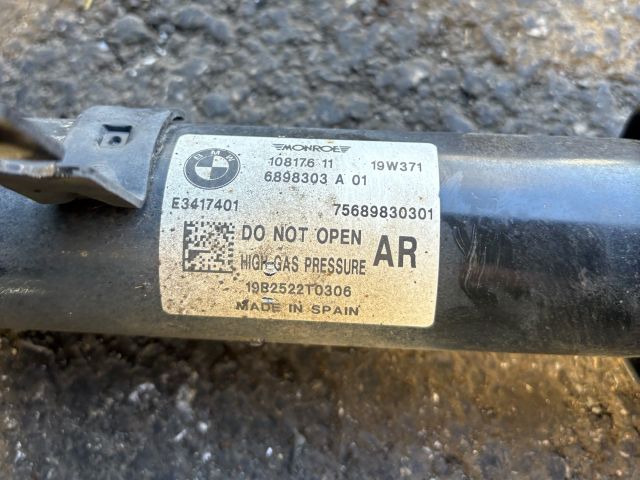 BMW
MONROE
108176 11 19W371
6898303 A 01
E3417401 75689830301
DO NOT OPEN AR
HIGH GAS PRESSURE
19B2522T0306
MADE IN SPAIN